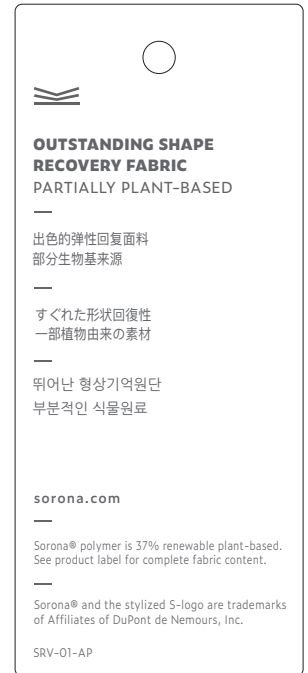 OUTSTANDING SHAPE
RECOVERY FABRIC
PARTIALLY PLANT-BASED
出色的弹性回复面料
部分生物基来源
すぐれた形状回復性
一部植物由来の素材
뛰어난 형상기억원단
부분적인 식물원료
sorona.com
Sorona® polymer is 37% renewable plant-based.
See product label for complete fabric content.
Sorona® and the stylized S-logo are trademarks
of Affiliates of DuPont de Nemours, Inc.
SRV-01-AP